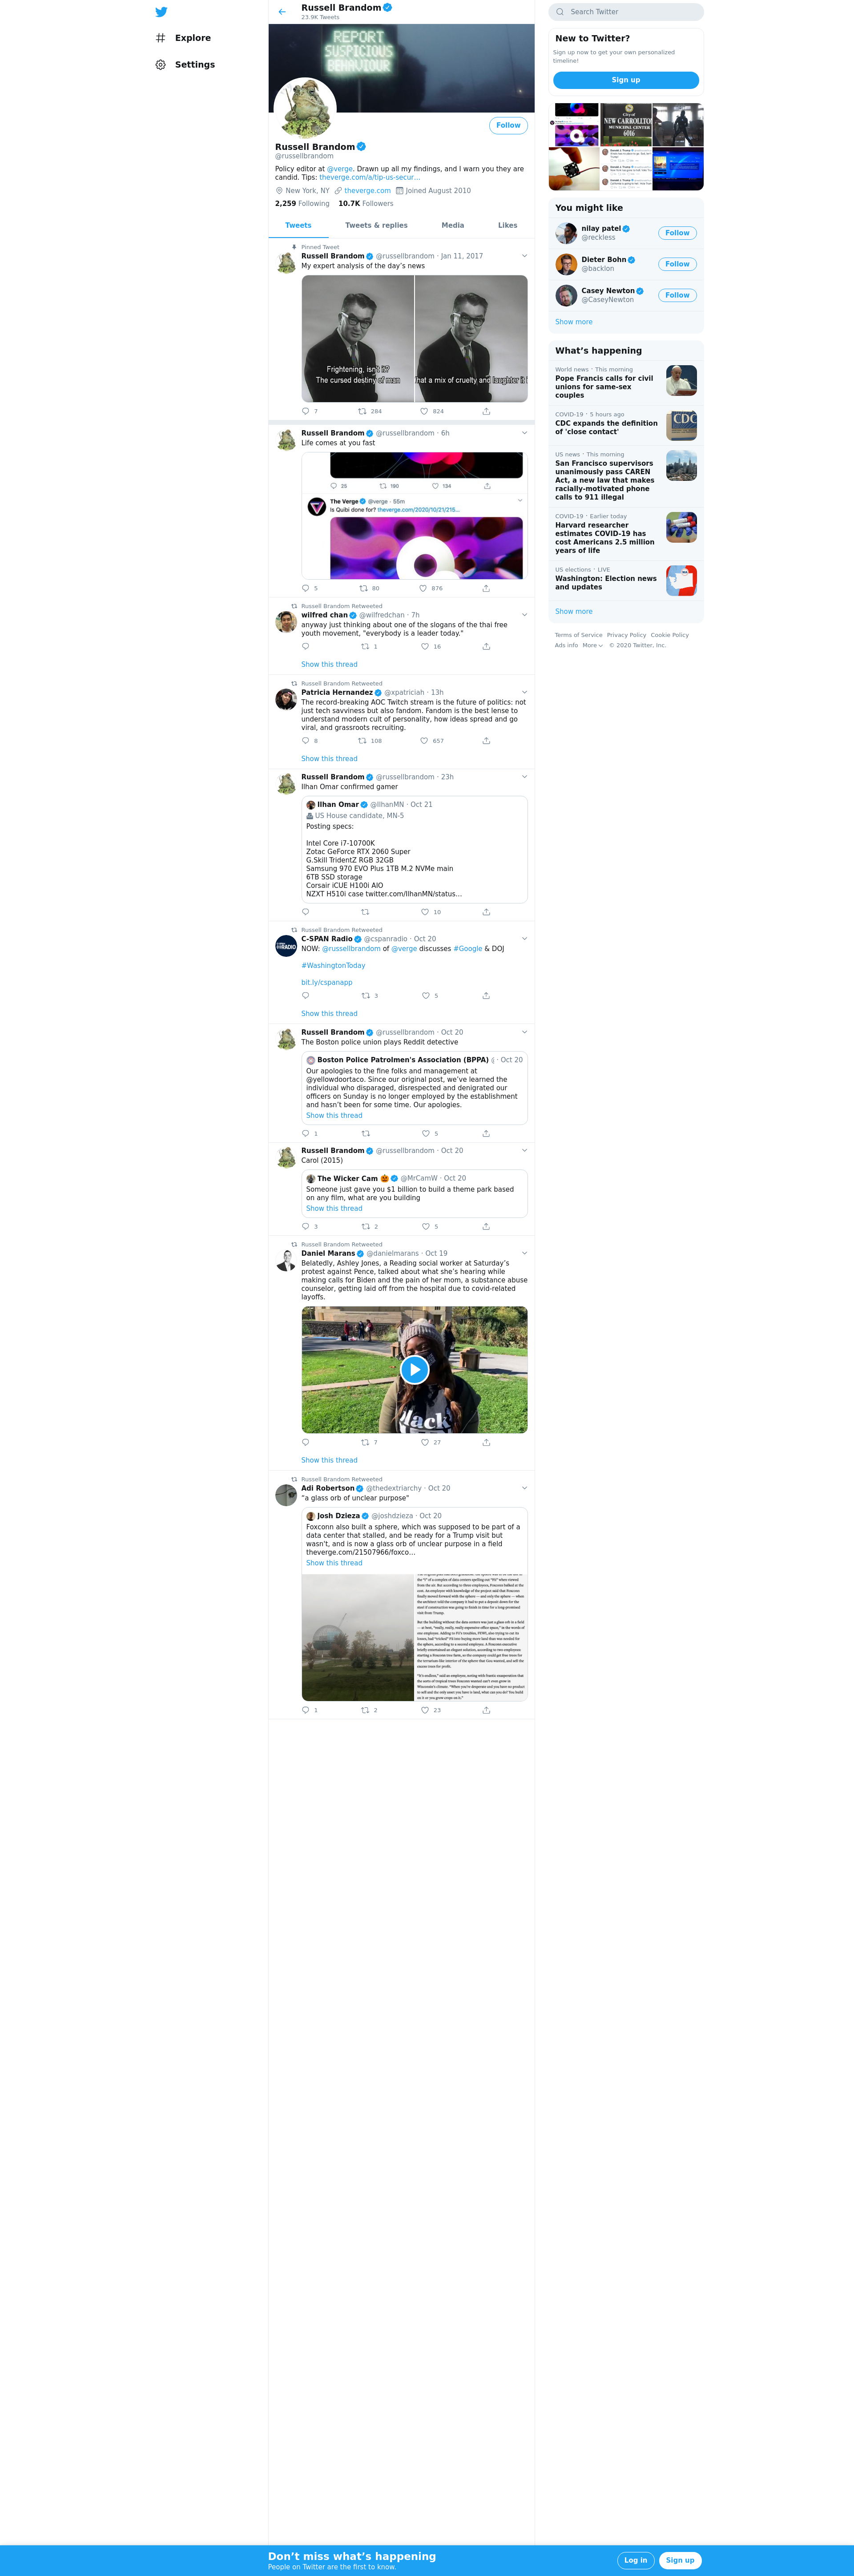 Explore
Settings
Russell Brandom
23.9K Tweets
REPORT
SUSPICIOUS
BEHAVIOUR
Follow
Russell Brandom
@russellbrandom
Policy editor at @verge. Drawn up all my findings, and I warn you they are
candid. Tips: theverge.com/a/tip-us-secur…
New York, NY theverge.com Joined August 2010
2,259 Following 10.7K Followers
Tweets Tweets & replies Media Likes
Pinned Tweet
Russell Brandom @russellbrandom · Jan 11, 2017
My expert analysis of the day's news
Frightening, isn't it?
The cursed destiny of man
that a mix of cruelty and laughter it i
7 284 824
Russell Brandom @russellbrandom · 6h
Life comes at you fast
25 190 134
The Verge @verge · 55m
Is Quibi done for? theverge.com/2020/10/21/215...
5 80 876
Russell Brandom Retweeted
wilfred chan @wilfredchan · 7h
anyway just thinking about one of the slogans of the thai free
youth movement, "everybody is a leader today."
1 16
Show this thread
Russell Brandom Retweeted
Patricia Hernandez @xpatriciah · 13h
The record-breaking AOC Twitch stream is the future of politics: not
just tech savviness but also fandom. Fandom is the best lense to
understand modern cult of personality, how ideas spread and go
viral, and grassroots recruiting.
8 108 657
Show this thread
Russell Brandom @russellbrandom · 23h
Ilhan Omar confirmed gamer
Ilhan Omar @IlhanMN · Oct 21
US House candidate, MN-5
Posting specs:
Intel Core i7-10700K
Zotac GeForce RTX 2060 Super
G.Skill TridentZ RGB 32GB
Samsung 970 EVO Plus 1TB M.2 NVMe main
6TB SSD storage
Corsair iCUE H100i AIO
NZXT H510i case twitter.com/IlhanMN/status…
10
Russell Brandom Retweeted
C-SPAN Radio @cspanradio · Oct 20
NOW: @russellbrandom of @verge discusses #Google & DOJ
#WashingtonToday
bit.ly/cspanapp
3 5
Show this thread
Russell Brandom @russellbrandom · Oct 20
The Boston police union plays Reddit detective
Boston Police Patrolmen's Association (BPPA) · Oct 20
Our apologies to the fine folks and management at
@yellowdoortaco. Since our original post, we've learned the
individual who disparaged, disrespected and denigrated our
officers on Sunday is no longer employed by the establishment
and hasn't been for some time. Our apologies.
Show this thread
1 5
Russell Brandom @russellbrandom · Oct 20
Carol (2015)
The Wicker Cam 🎃 @MrCamW · Oct 20
Someone just gave you $1 billion to build a theme park based
on any film, what are you building
Show this thread
3 2 5
Russell Brandom Retweeted
Daniel Marans @danielmarans · Oct 19
Belatedly, Ashley Jones, a Reading social worker at Saturday's
protest against Pence, talked about what she's hearing while
making calls for Biden and the pain of her mom, a substance abuse
counselor, getting laid off from the hospital due to covid-related
layoffs.
7 27
Show this thread
Russell Brandom Retweeted
Adi Robertson @thedextriarchy · Oct 20
"a glass orb of unclear purpose"
Josh Dzieza @joshdzieza · Oct 20
Foxconn also built a sphere, which was supposed to be part of a
data center that stalled, and be ready for a Trump visit but
wasn't, and is now a glass orb of unclear purpose in a field
theverge.com/21507966/foxco…
Show this thread
1 2 23
Search Twitter
New to Twitter?
Sign up now to get your own personalized
timeline!
Sign up
City of
NEW CARROLLTON
MUNICIPAL CENTER
6016
You might like
nilay patel
@reckless
Follow
Dieter Bohn
@backlon
Follow
Casey Newton
@CaseyNewton
Follow
Show more
What's happening
World news · This morning
Pope Francis calls for civil
unions for same-sex
couples
COVID-19 · 5 hours ago
CDC expands the definition
of 'close contact'
CDC
US news · This morning
San Francisco supervisors
unanimously pass CAREN
Act, a new law that makes
racially-motivated phone
calls to 911 illegal
COVID-19 · Earlier today
Harvard researcher
estimates COVID-19 has
cost Americans 2.5 million
years of life
US elections · LIVE
Washington: Election news
and updates
Show more
Terms of Service Privacy Policy Cookie Policy
Ads info More © 2020 Twitter, Inc.
Don't miss what's happening
People on Twitter are the first to know.
Log in Sign up